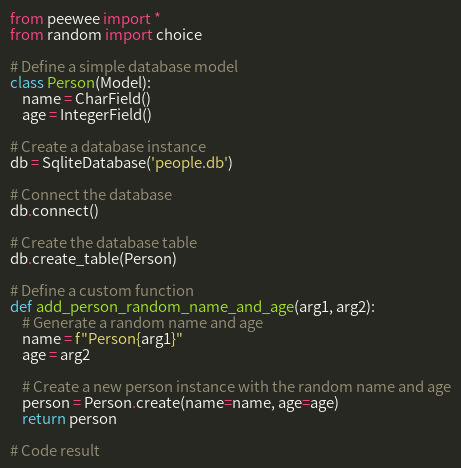 from peewee import *
from random import choice

# Define a simple database model
class Person(Model):
    name = CharField()
    age = IntegerField()

# Create a database instance
db = SqliteDatabase('people.db')

# Connect the database
db.connect()

# Create the database table
db.create_table(Person)

# Define a custom function
def add_person_random_name_and_age(arg1, arg2):
    # Generate a random name and age
    name = f"Person{arg1}"
    age = arg2

    # Create a new person instance with the random name and age
    person = Person.create(name=name, age=age)
    return person

# Code result